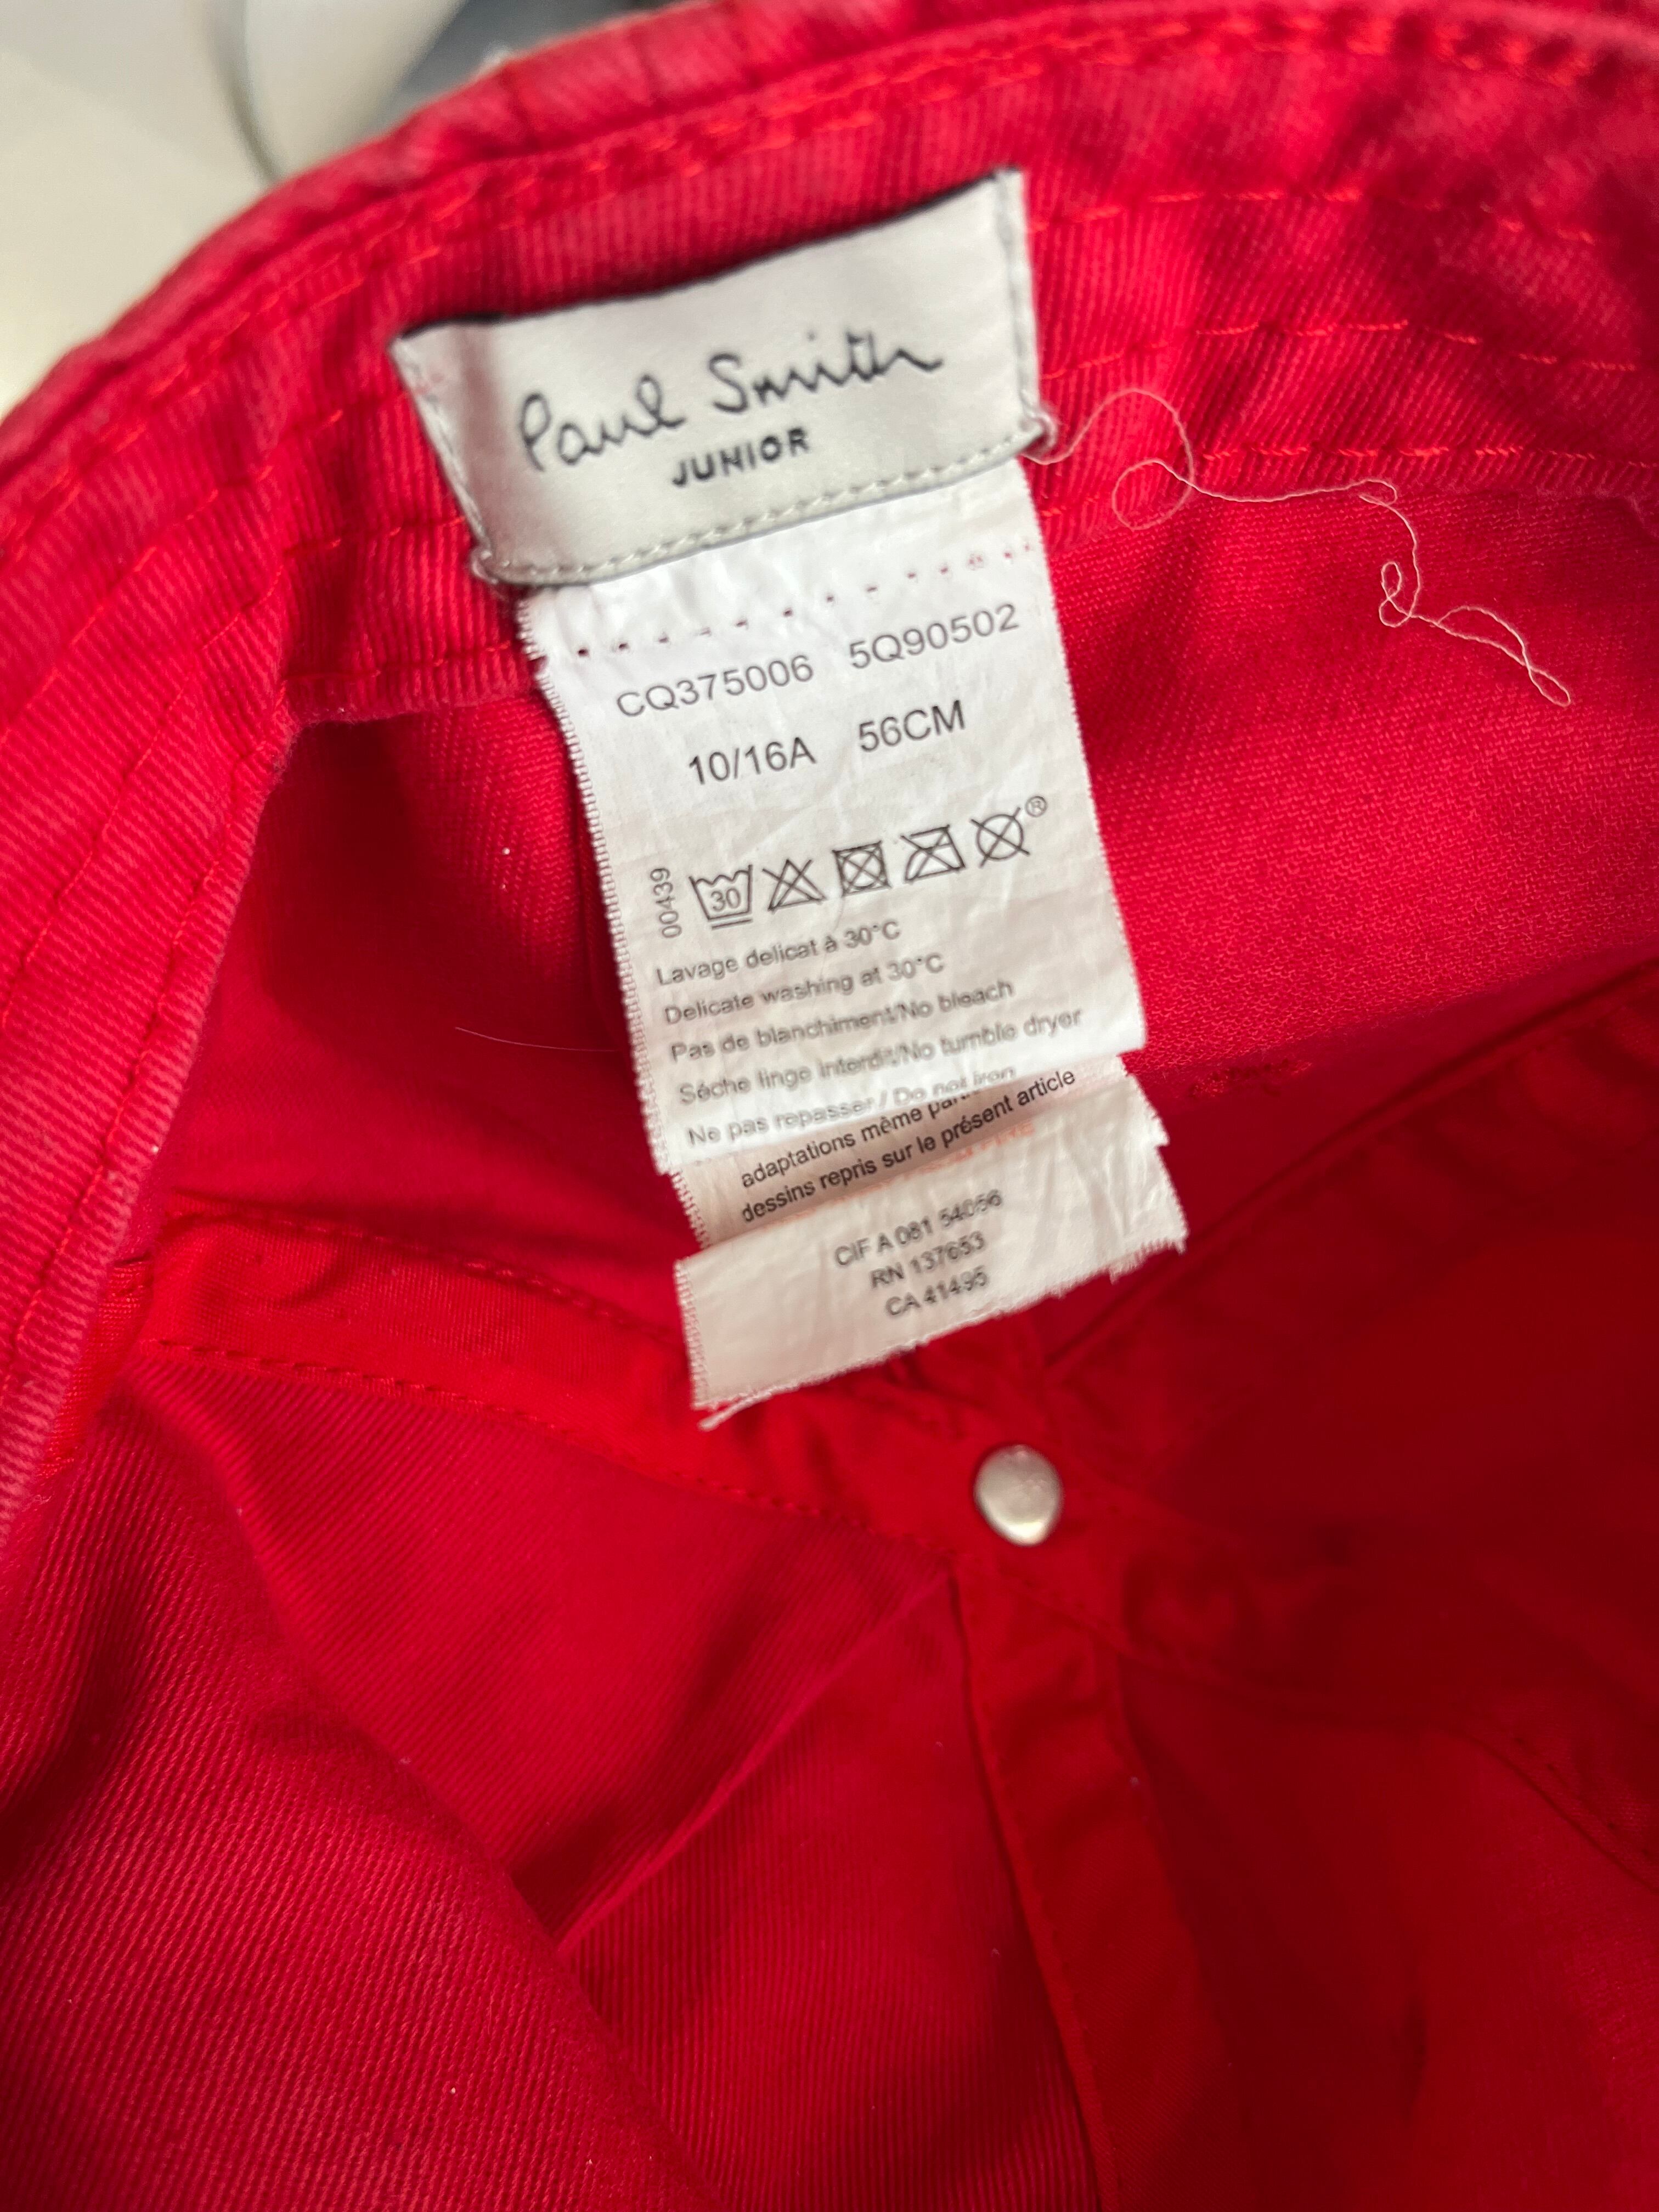 Paul Smith
JUNIOR
CQ375006 5Q90502
10/16A 56CM
®
00439
30
Lavage delicat à 30°C
Delicate washing at 30°C
Pas de blanchiment/No bleach
Séche linge interdit/No tumble dryer
Ne pas repasser / Do not iron
adaptations même
dessins repris sur le présent article
CIF A 081 54056
RN 137653
CA 41495